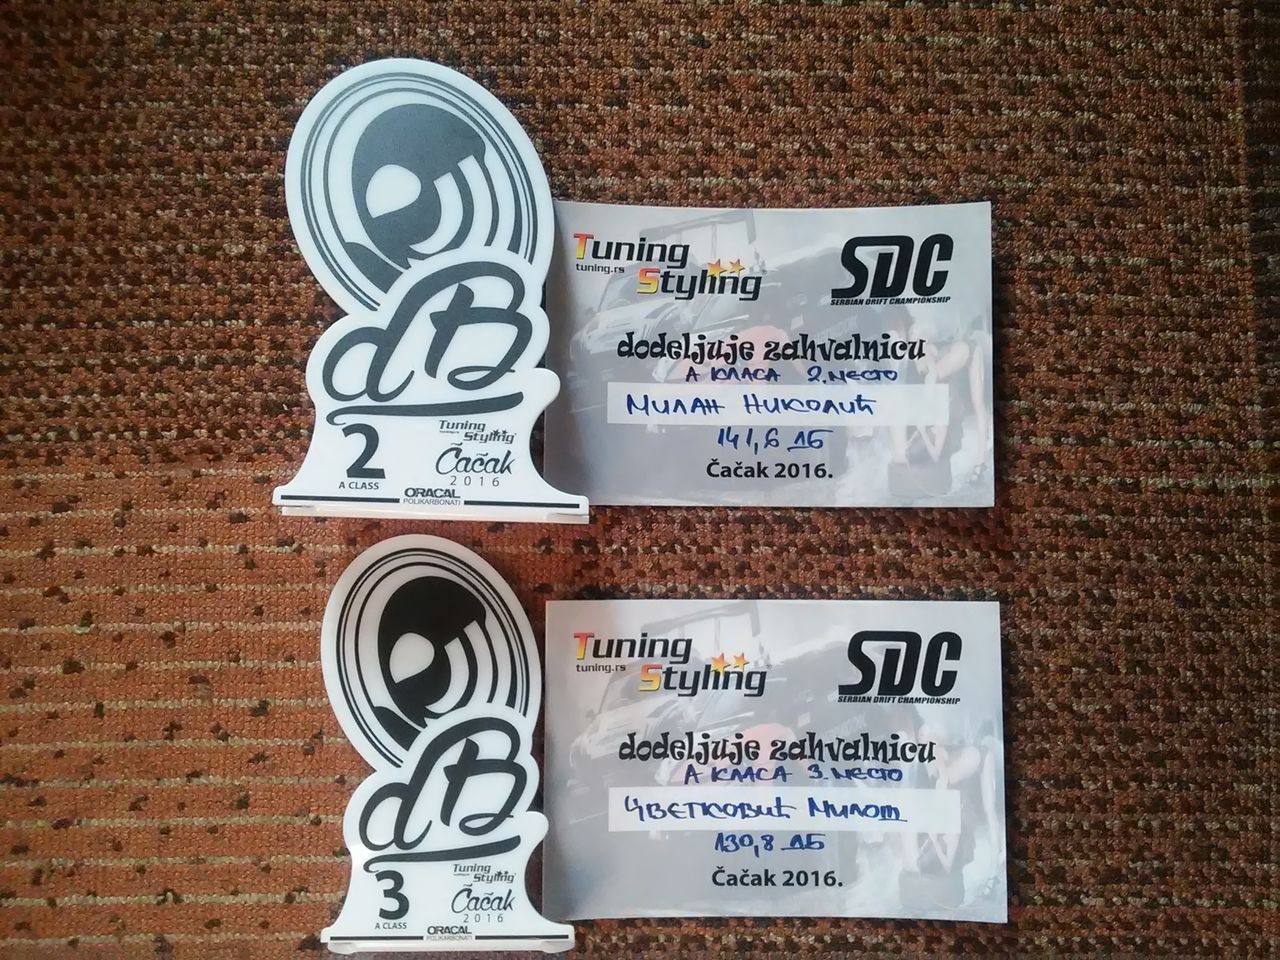 dB
2
A CLASS
Tuning
Styling
Čačak
2016
ORACAL
POLIKARBONATI
Tuning
tuning.rs
Styling
SDC
SERBIAN DRIFT CHAMPIONSHIP
dodeljuje zahvalnicu
А КЛАСА 2. МЕСТО
МИЛАН НИКОЛИЋ
141,6 ДБ
Čačak 2016.
dB
3
A CLASS
Tuning
Styling
Čačak
2016
ORACAL
POLIKARBONATI
Tuning
tuning.rs
Styling
SDC
SERBIAN DRIFT CHAMPIONSHIP
dodeljuje zahvalnicu
А КЛАСА 3. МЕСТО
ЦВЕТКОВИЋ МИЛОШ
130,8 ДБ
Čačak 2016.